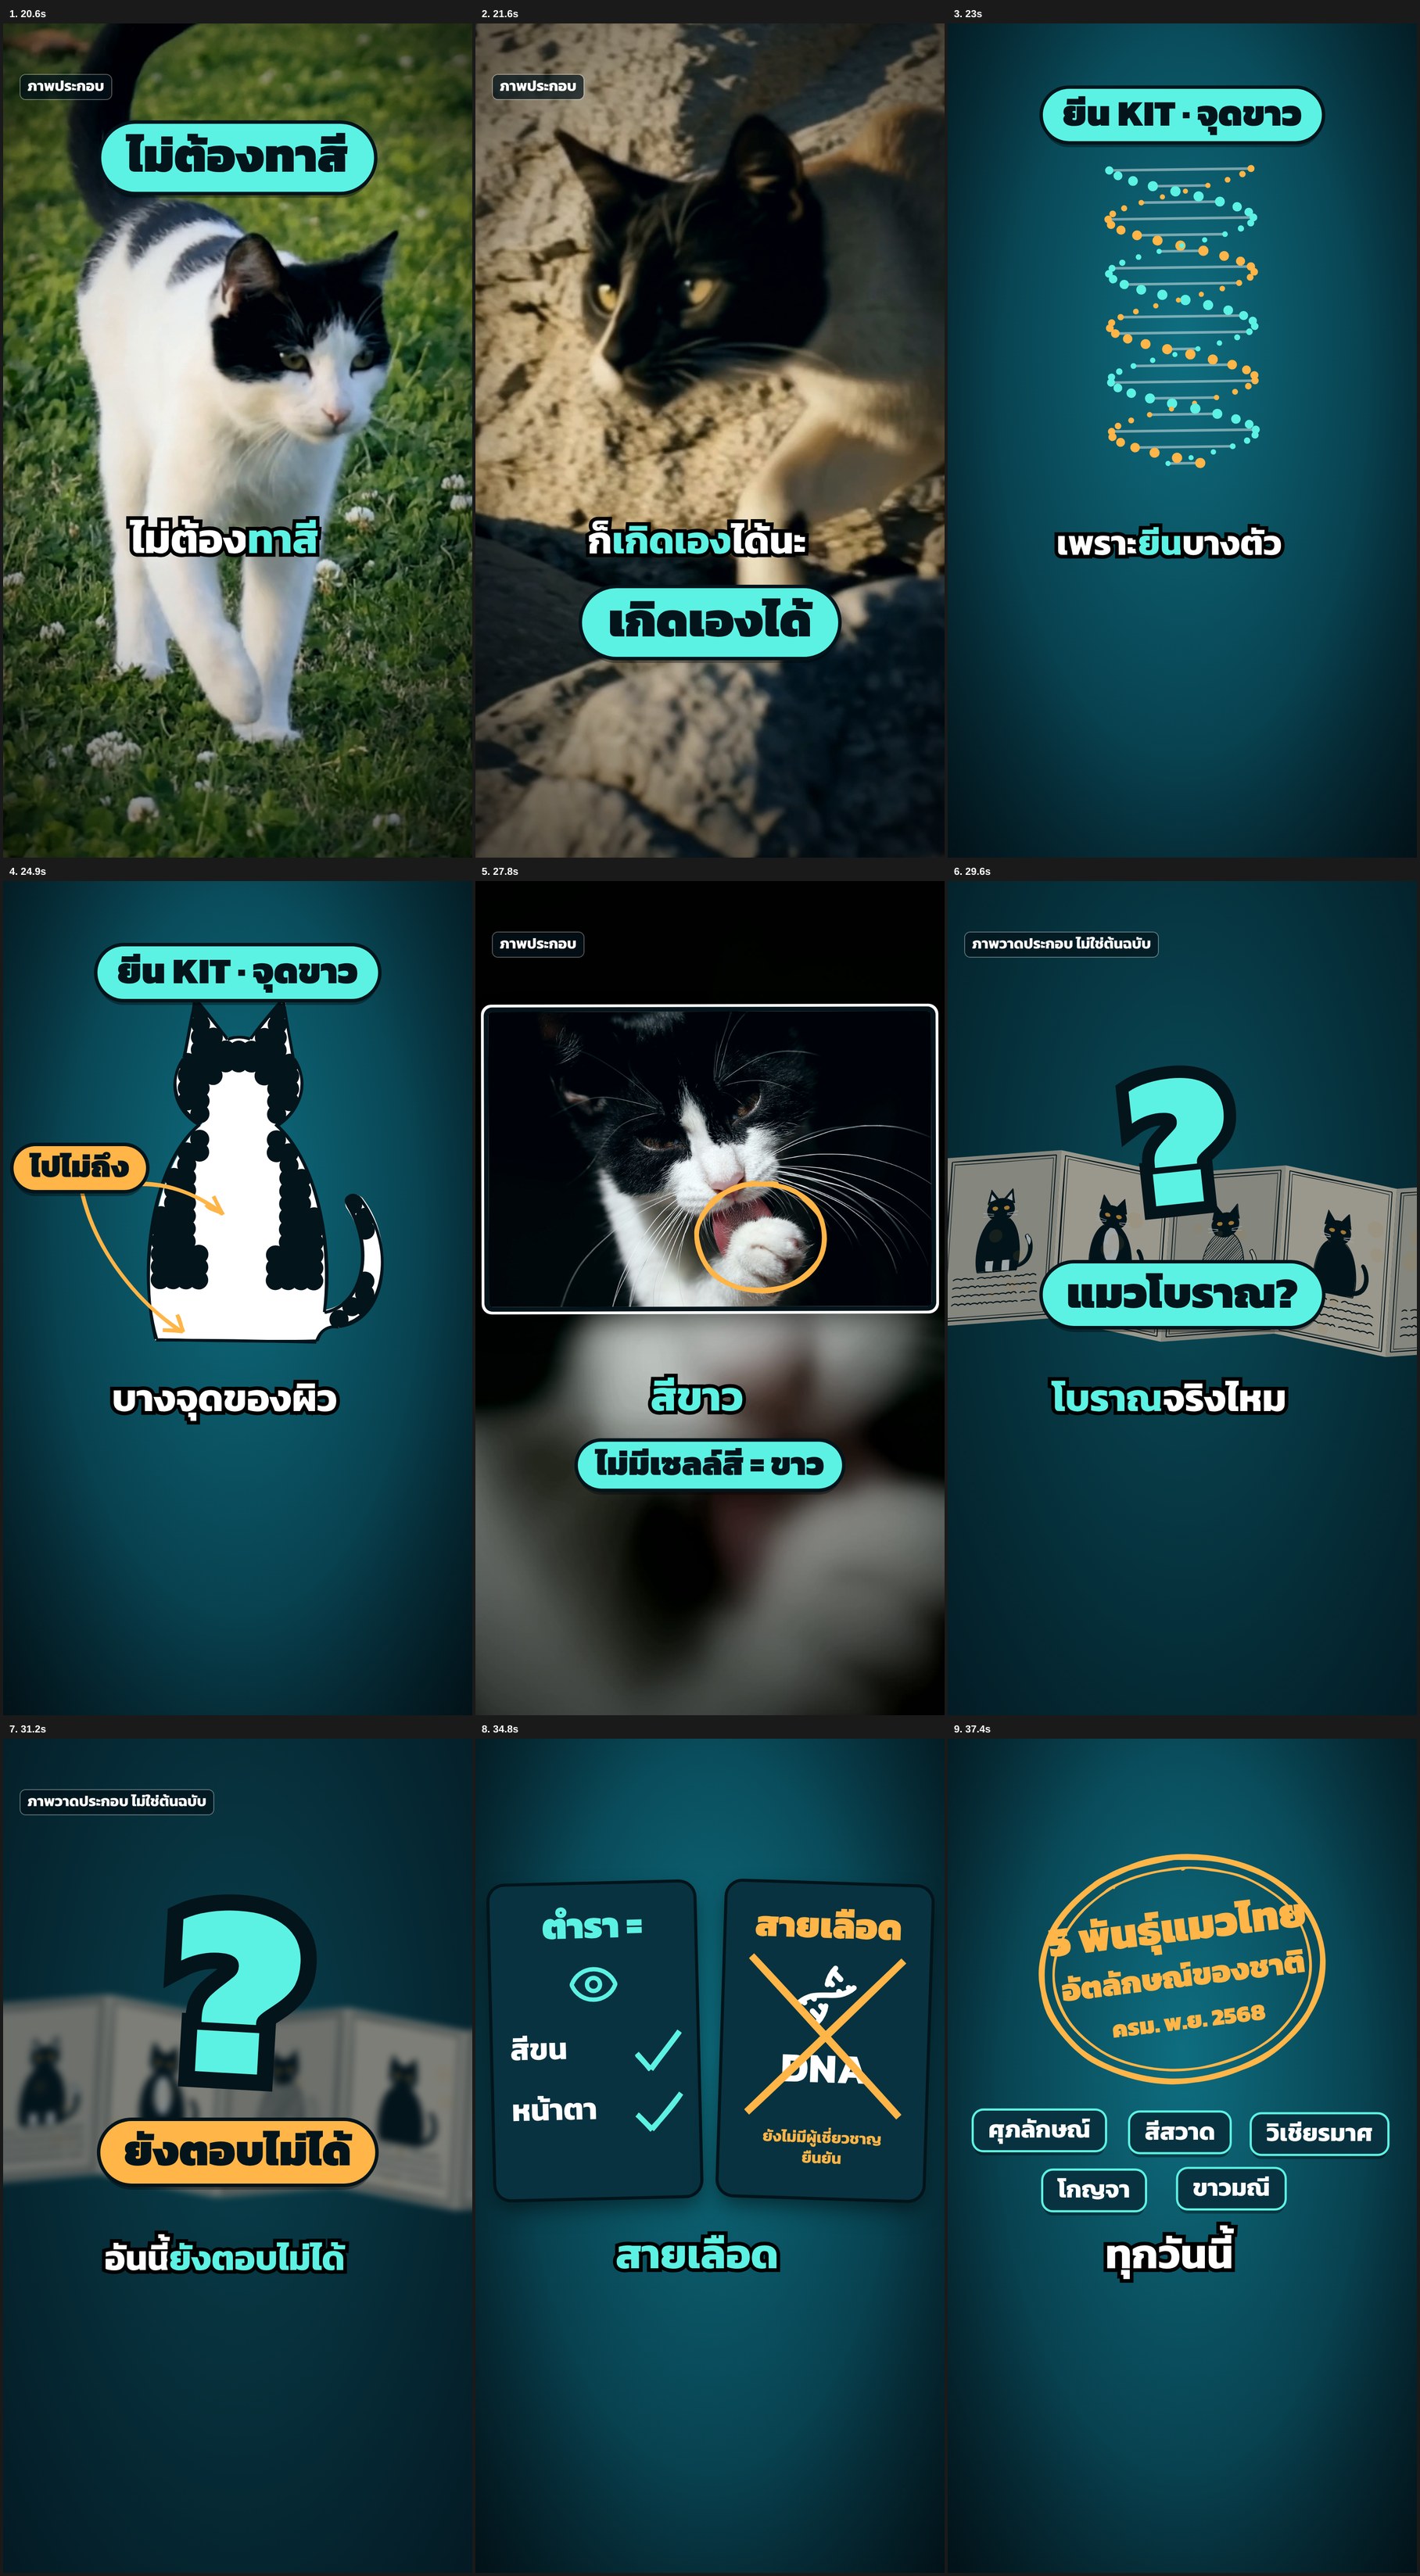 1. 20.6s
ภาพประกอบ
ไม่ต้องทาสี
ไม่ต้องทาสี
2. 21.6s
ภาพประกอบ
ก็เกิดเองได้นะ
เกิดเองได้
3. 23s
ยีน KIT · จุดขาว
เพราะยีนบางตัว
4. 24.9s
ยีน KIT · จุดขาว
ไปไม่ถึง
บางจุดของผิว
5. 27.8s
ภาพประกอบ
สีขาว
ไม่มีเซลล์สี = ขาว
6. 29.6s
ภาพวาดประกอบ ไม่ใช่ต้นฉบับ
?
แมวโบราณ?
โบราณจริงไหม
7. 31.2s
ภาพวาดประกอบ ไม่ใช่ต้นฉบับ
?
ยังตอบไม่ได้
อันนี้ยังตอบไม่ได้
8. 34.8s
ตำรา =
สีขน
หน้าตา
สายเลือด
DNA
ยังไม่มีผู้เชี่ยวชาญ
ยืนยัน
สายเลือด
9. 37.4s
5 พันธุ์แมวไทย
อัตลักษณ์ของชาติ
ครม. พ.ย. 2568
ศุภลักษณ์
สีสวาด
วิเชียรมาศ
โกญจา
ขาวมณี
ทุกวันนี้